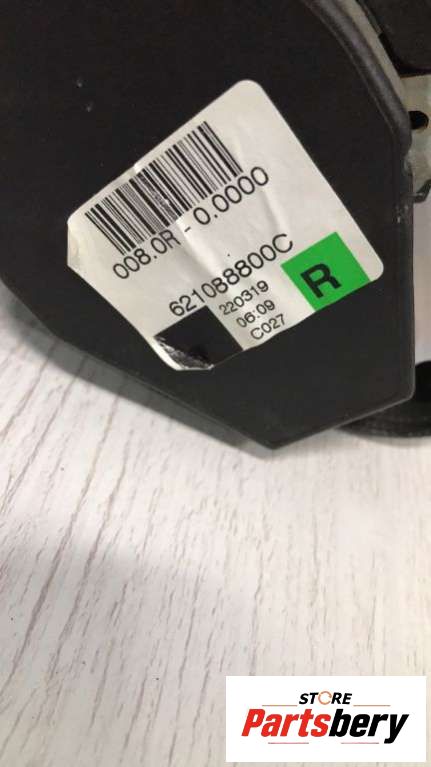 008.0R - 0.0000
621088800C
220319
06:09
C027
R
STORE
Partsbery